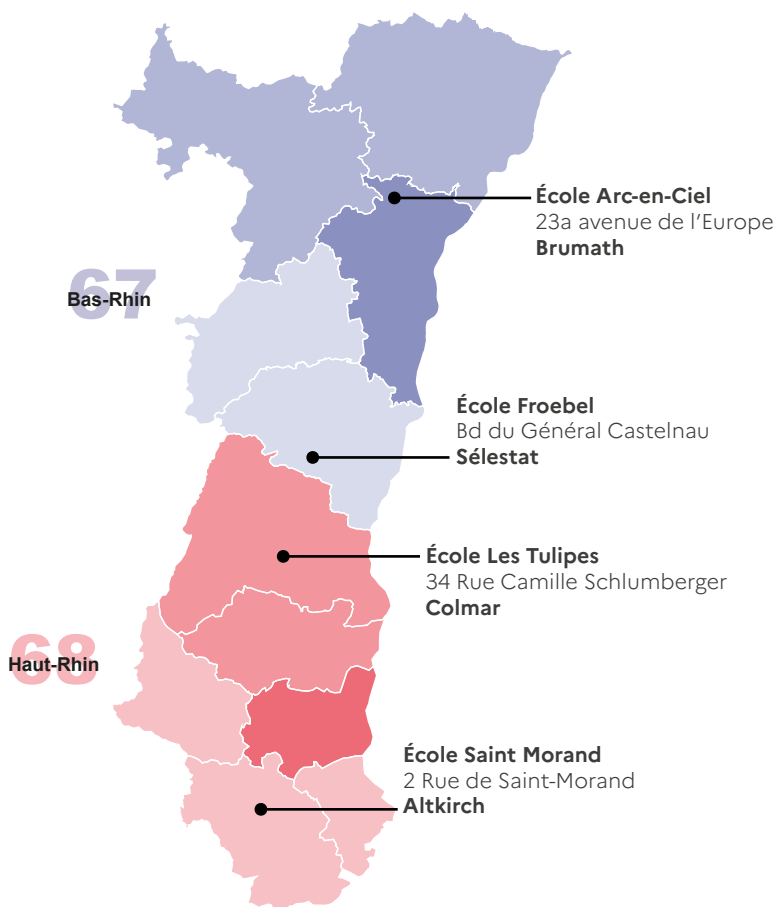 École Arc-en-Ciel
23a avenue de l'Europe
Brumath
67
Bas-Rhin
École Froebel
Bd du Général Castelnau
Sélestat
École Les Tulipes
34 Rue Camille Schlumberger
Colmar
68
Haut-Rhin
École Saint Morand
2 Rue de Saint-Morand
Altkirch